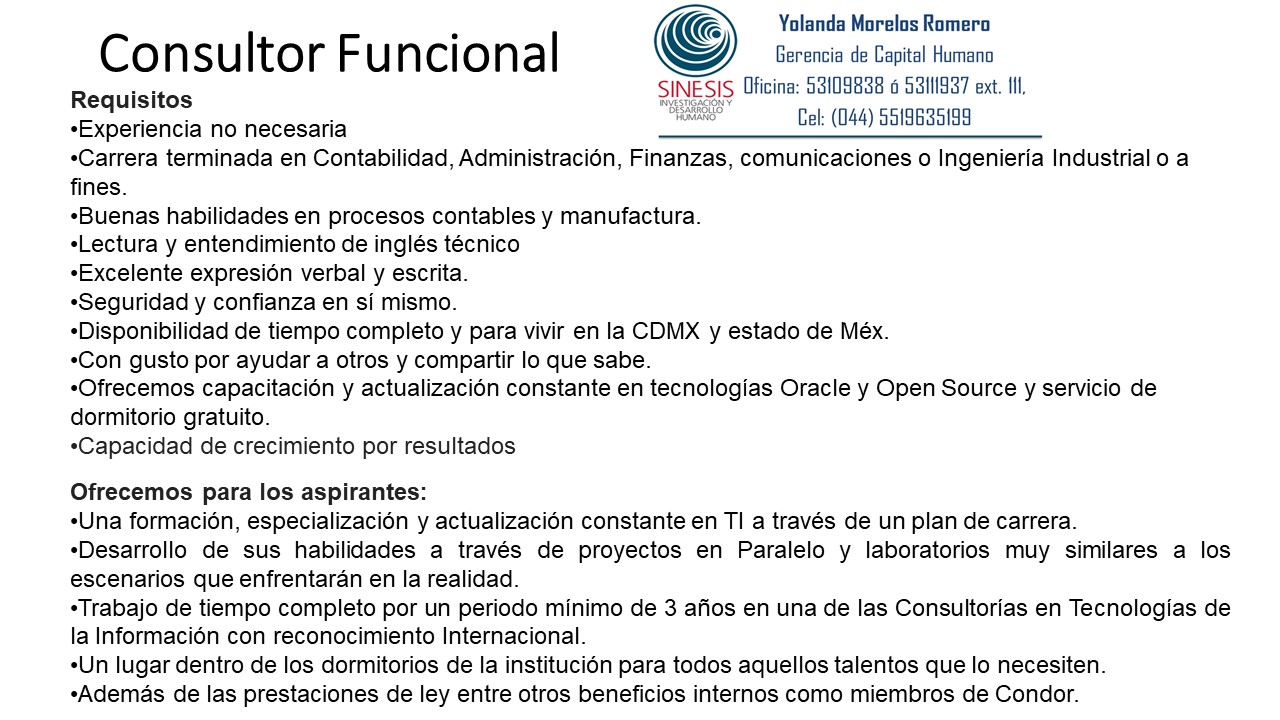 Consultor Funcional
Yolanda Morelos Romero
Gerencia de Capital Humano
Oficina: 53109838 ó 53111937 ext. 111,
Cel: (044) 5519635199
SINESIS
INVESTIGACIÓN Y
DESARROLLO
HUMANO
Requisitos
•Experiencia no necesaria
•Carrera terminada en Contabilidad, Administración, Finanzas, comunicaciones o Ingeniería Industrial o a
fines.
•Buenas habilidades en procesos contables y manufactura.
•Lectura y entendimiento de inglés técnico
•Excelente expresión verbal y escrita.
•Seguridad y confianza en sí mismo.
•Disponibilidad de tiempo completo y para vivir en la CDMX y estado de Méx.
•Con gusto por ayudar a otros y compartir lo que sabe.
•Ofrecemos capacitación y actualización constante en tecnologías Oracle y Open Source y servicio de
dormitorio gratuito.
•Capacidad de crecimiento por resultados
Ofrecemos para los aspirantes:
•Una formación, especialización y actualización constante en TI a través de un plan de carrera.
•Desarrollo de sus habilidades a través de proyectos en Paralelo y laboratorios muy similares a los
escenarios que enfrentarán en la realidad.
•Trabajo de tiempo completo por un periodo mínimo de 3 años en una de las Consultorías en Tecnologías de
la Información con reconocimiento Internacional.
•Un lugar dentro de los dormitorios de la institución para todos aquellos talentos que lo necesiten.
•Además de las prestaciones de ley entre otros beneficios internos como miembros de Condor.